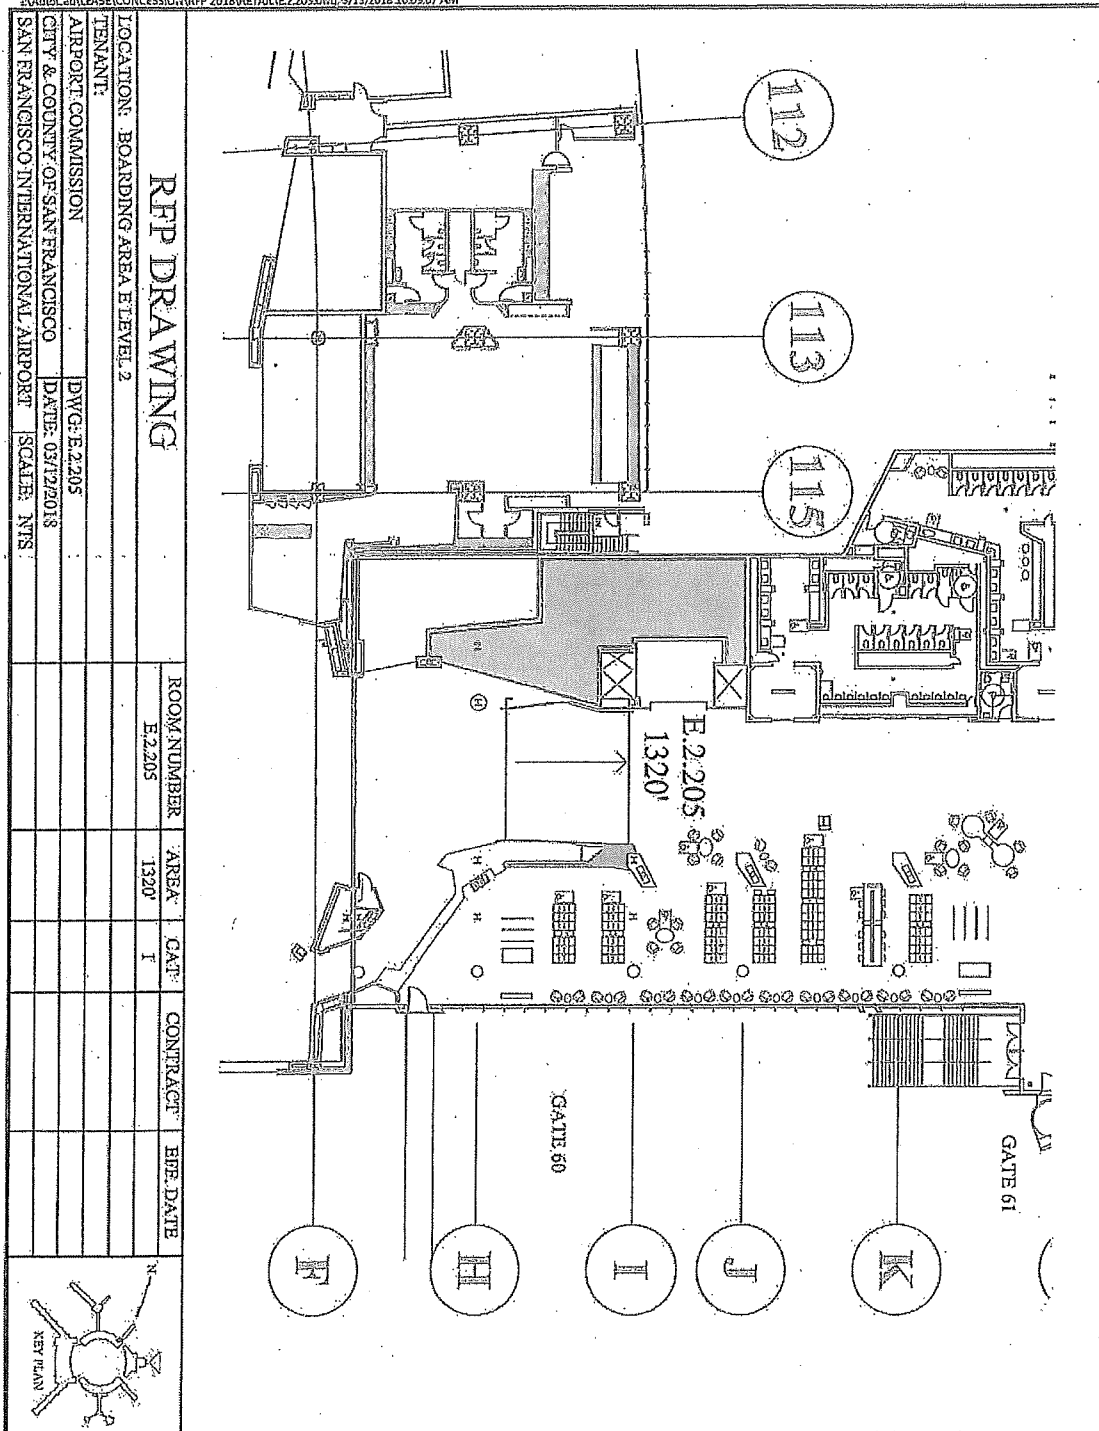 112
113
115
E.2.205
1320'
GATE 60
GATE 61
F
H
I
J
K
RFP DRAWING
LOCATION: BOARDING AREA E LEVEL 2
TENANT:
AIRPORT COMMISSION
DWG: E.2.205
CITY & COUNTY OF SAN FRANCISCO
DATE: 03/12/2018
SAN FRANCISCO INTERNATIONAL AIRPORT
SCALE: NTS
ROOM NUMBER AREA CAT CONTRACT EFF. DATE
E.2.205 1320' T
N
KEY PLAN